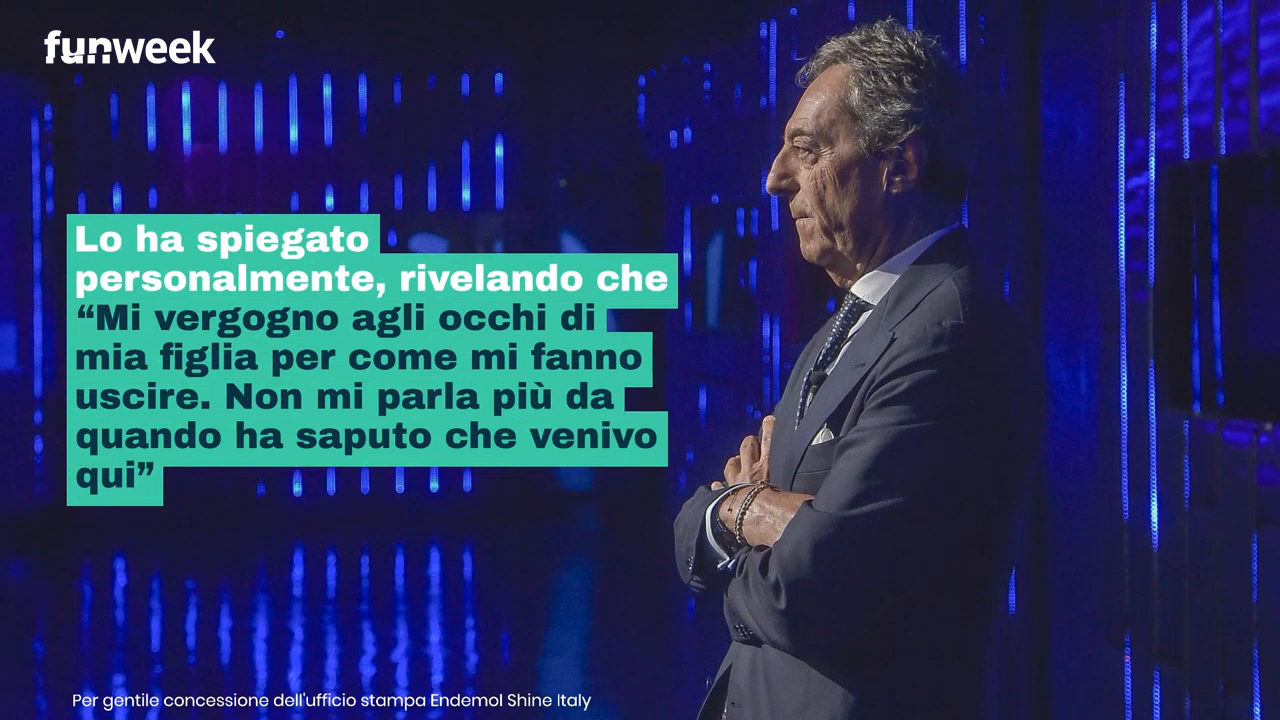 funweek
Lo ha spiegato
personalmente, rivelando che
“Mi vergogno agli occhi di
mia figlia per come mi fanno
uscire. Non mi parla più da
quando ha saputo che venivo
qui”
Per gentile concessione dell'ufficio stampa Endemol Shine Italy